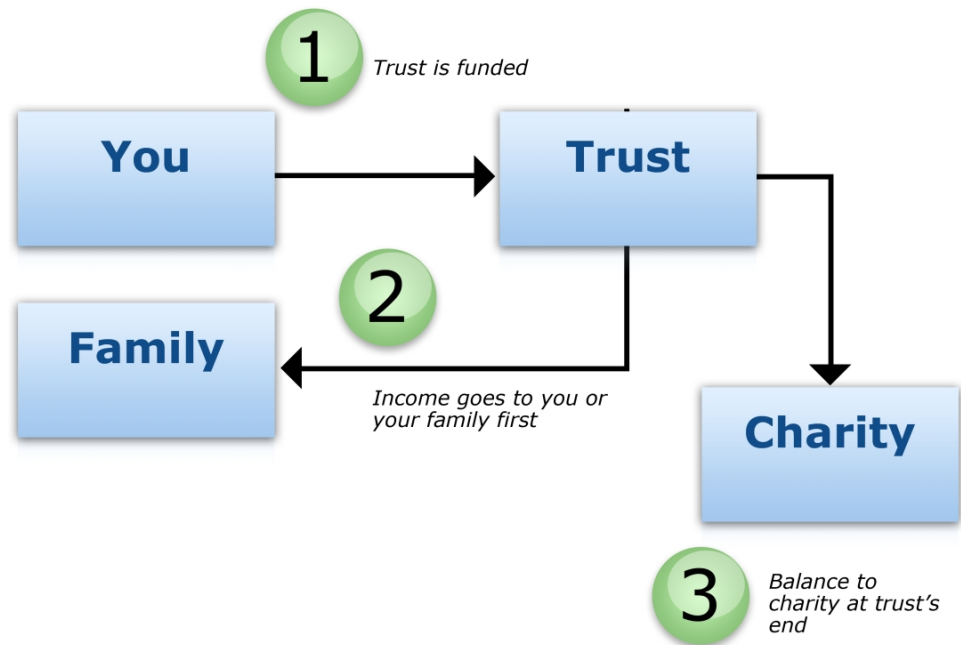 1
Trust is funded
You
Trust
2
Family
Income goes to you or
your family first
Charity
3
Balance to
charity at trust’s
end